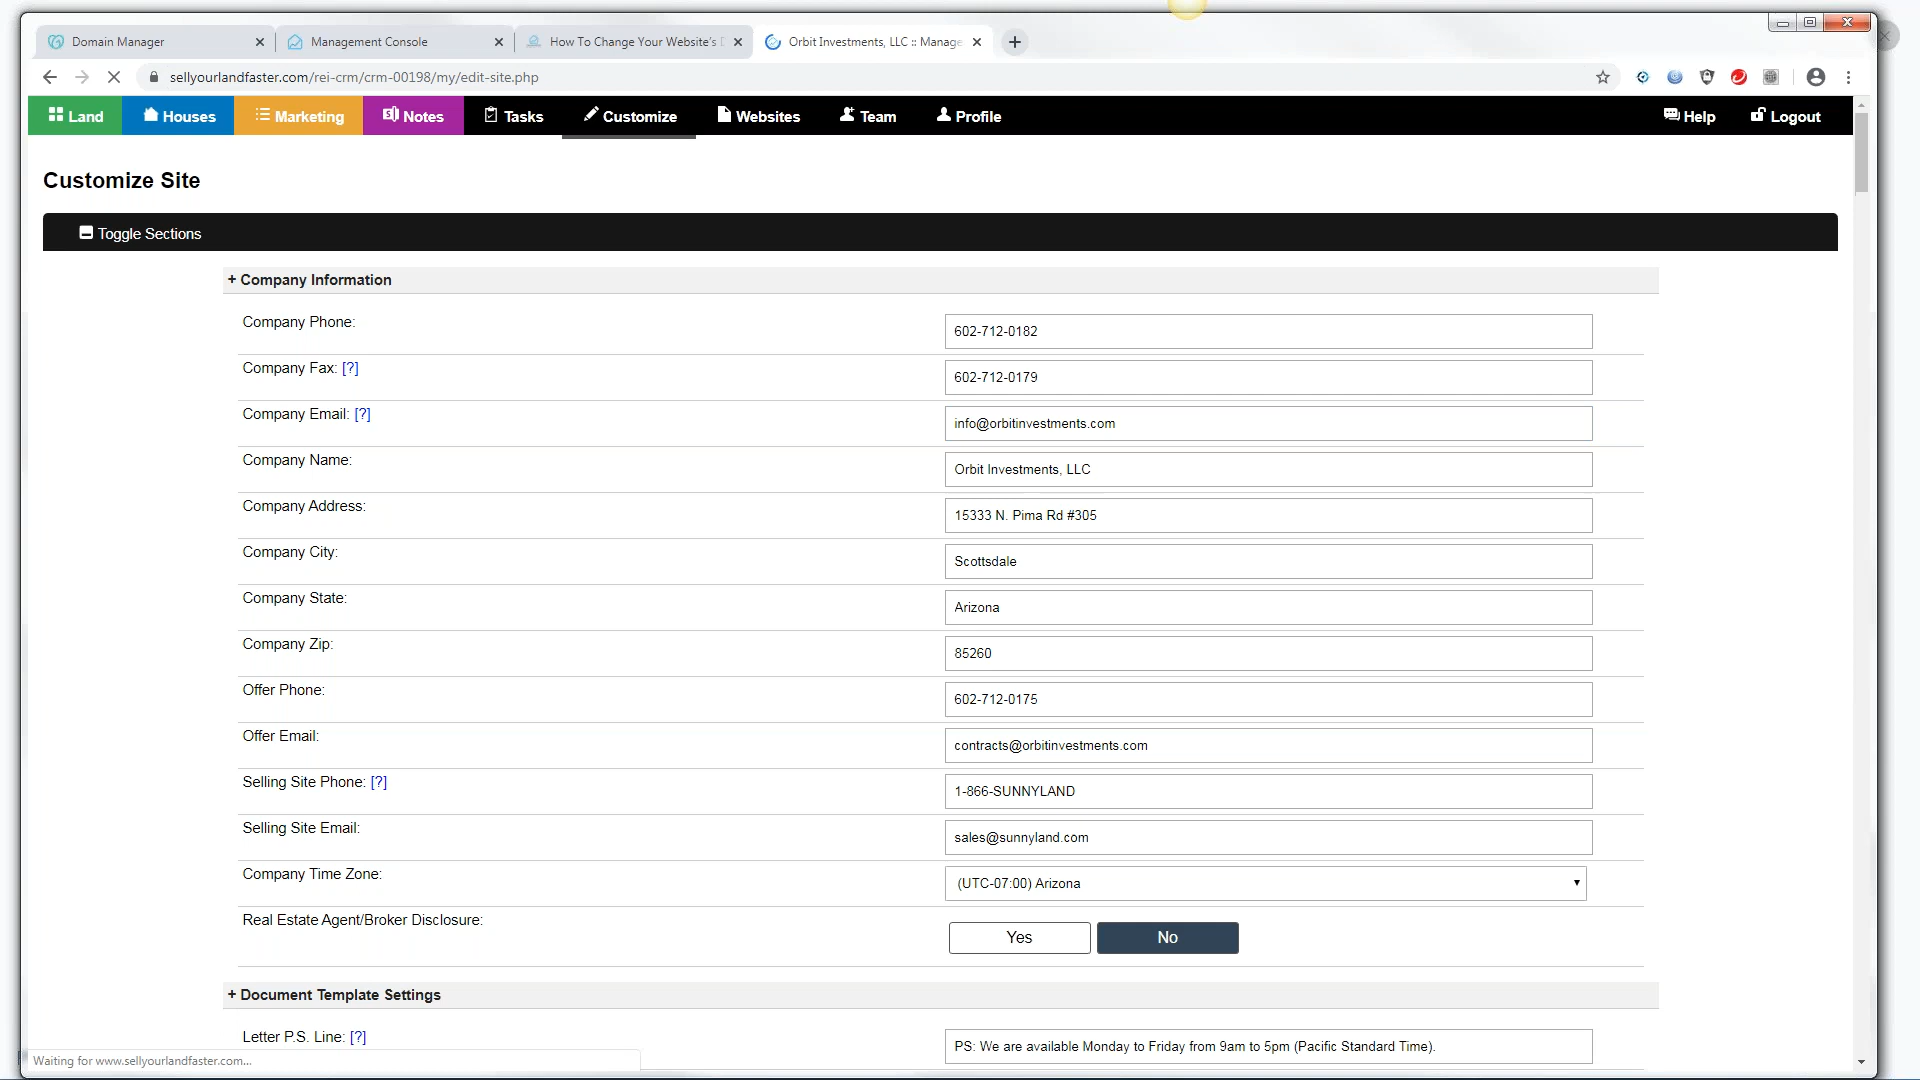 Domain Manager
Management Console
How To Change Your Website's
Orbit Investments, LLC :: Manage
sellyourlandfaster.com/rei-crm/crm-00198/my/edit-site.php
Land Houses Marketing Notes Tasks Customize Websites Team Profile Help Logout
Customize Site
Toggle Sections
+ Company Information
Company Phone: 602-712-0182
Company Fax: [?] 602-712-0179
Company Email: [?] info@orbitinvestments.com
Company Name: Orbit Investments, LLC
Company Address: 15333 N. Pima Rd #305
Company City: Scottsdale
Company State: Arizona
Company Zip: 85260
Offer Phone: 602-712-0175
Offer Email: contracts@orbitinvestments.com
Selling Site Phone: [?] 1-866-SUNNYLAND
Selling Site Email: sales@sunnyland.com
Company Time Zone: (UTC-07:00) Arizona
Real Estate Agent/Broker Disclosure: Yes No
+ Document Template Settings
Letter P.S. Line: [?] PS: We are available Monday to Friday from 9am to 5pm (Pacific Standard Time).
Waiting for www.sellyourlandfaster.com...